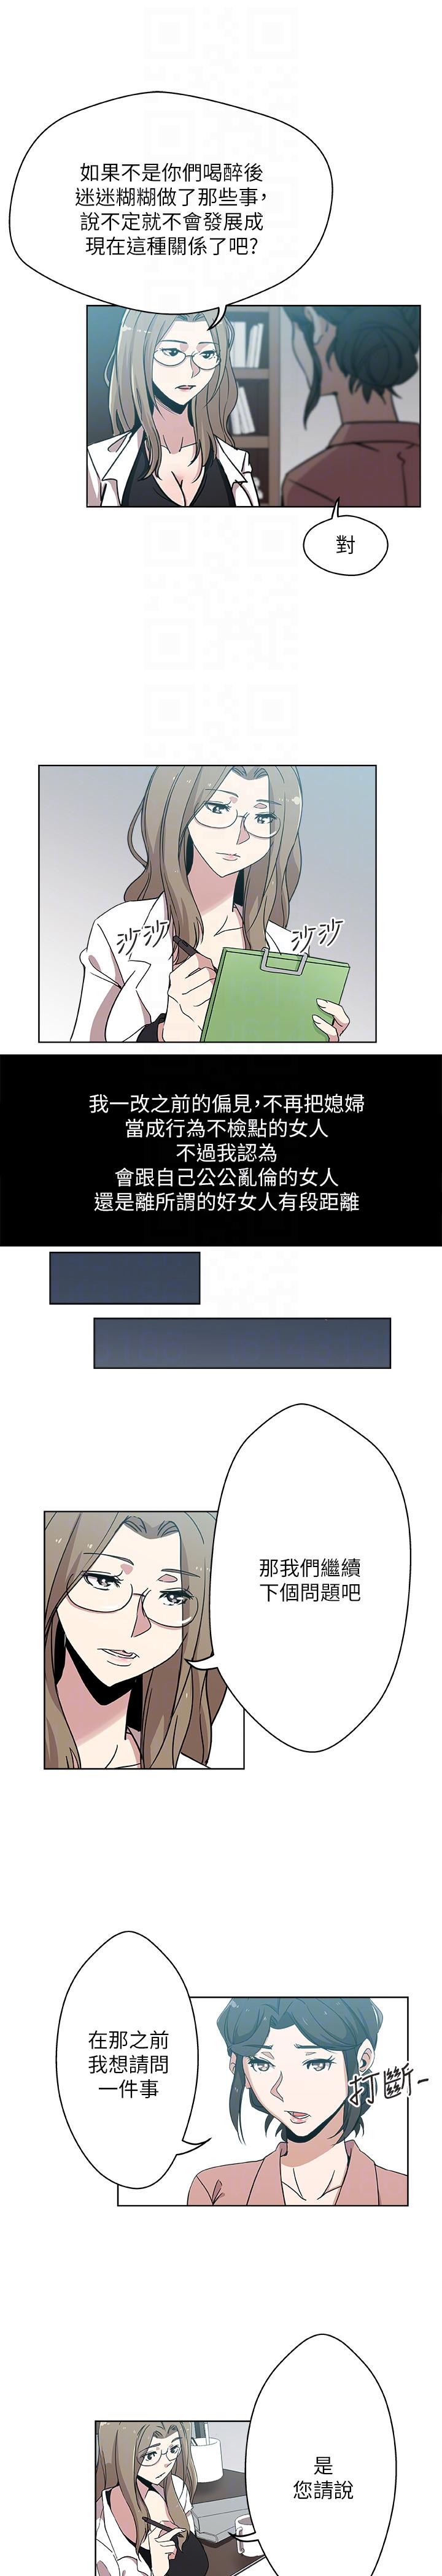 如果不是你們喝醉後
迷迷糊糊做了那些事，
說不定就不會發展成
現在這種關係了吧?
對
沙沙
沙沙
我一改之前的偏見，不再把媳婦
當成行為不檢點的女人
不過我認為
會跟自己公公亂倫的女人
還是離所謂的好女人有段距離
那我們繼續
下個問題吧
在那之前
我想請問
一件事
打斷-
是
您請說